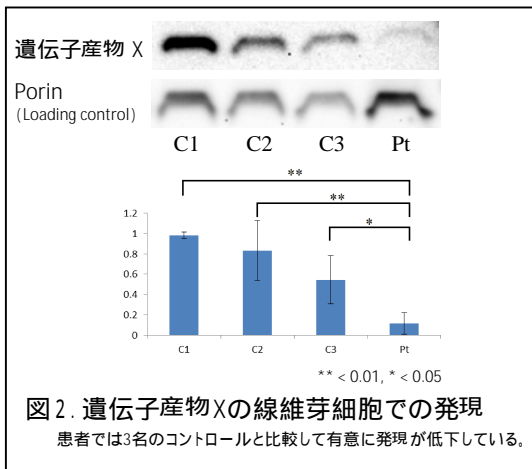 遺伝子産物 X
Porin
(Loading control)
C1 C2 C3 Pt
**
**
*
1.2
1
0.8
0.6
0.4
0.2
0
C1 C2 C3 Pt
** < 0.01, * < 0.05
図2. 遺伝子産物Xの線維芽細胞での発現
患者では3名のコントロールと比較して有意に発現が低下している。